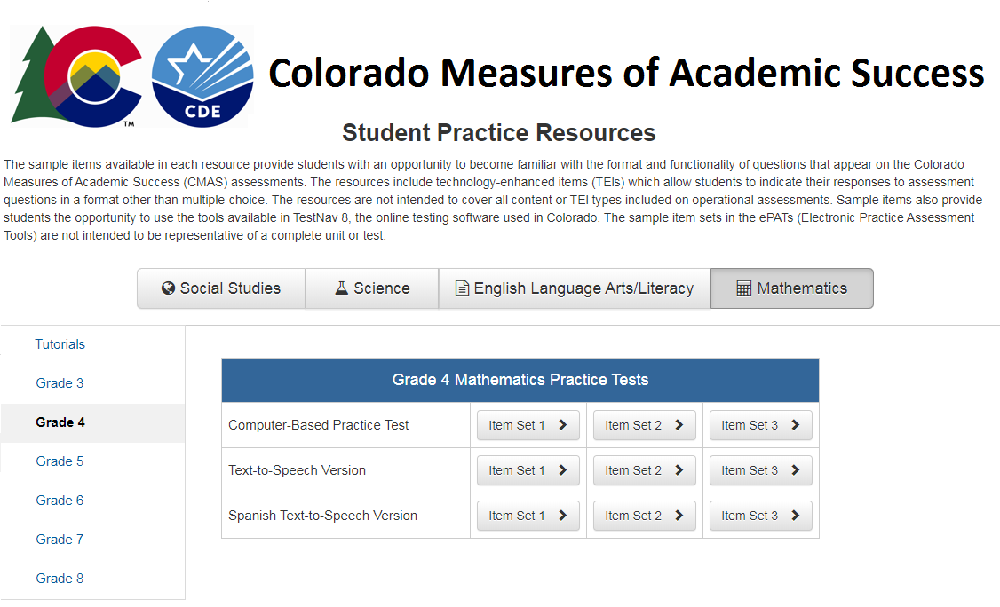 TM
CDE
Colorado Measures of Academic Success
Student Practice Resources
The sample items available in each resource provide students with an opportunity to become familiar with the format and functionality of questions that appear on the Colorado
Measures of Academic Success (CMAS) assessments. The resources include technology-enhanced items (TEIs) which allow students to indicate their responses to assessment
questions in a format other than multiple-choice. The resources are not intended to cover all content or TEI types included on operational assessments. Sample items also provide
students the opportunity to use the tools available in TestNav 8, the online testing software used in Colorado. The sample item sets in the ePATs (Electronic Practice Assessment
Tools) are not intended to be representative of a complete unit or test.
Social Studies Science English Language Arts/Literacy Mathematics
Tutorials
Grade 3
Grade 4
Grade 5
Grade 6
Grade 7
Grade 8
Grade 4 Mathematics Practice Tests
Computer-Based Practice Test Item Set 1 Item Set 2 Item Set 3
Text-to-Speech Version Item Set 1 Item Set 2 Item Set 3
Spanish Text-to-Speech Version Item Set 1 Item Set 2 Item Set 3